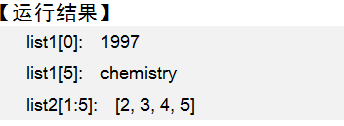 【运行结果】
list1[0]: 1997
list1[5]: chemistry
list2[1:5]: [2, 3, 4, 5]